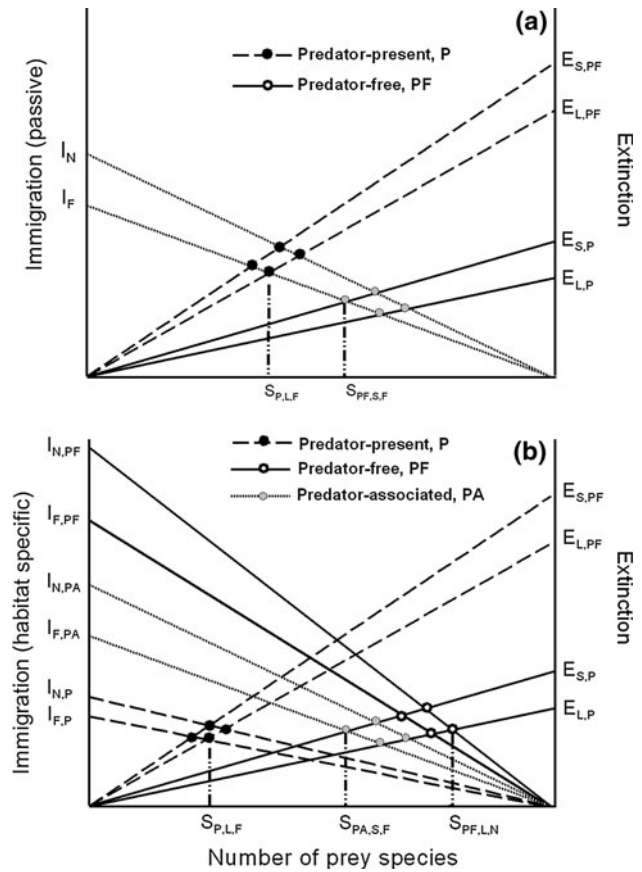 (a)
Predator-present, P
Predator-free, PF
E_S,PF
E_L,PF
E_S,P
E_L,P
I_N
I_F
Immigration (passive)
Extinction
S_P,L,F
S_PF,S,F
(b)
Predator-present, P
Predator-free, PF
Predator-associated, PA
I_N,PF
I_F,PF
I_N,PA
I_F,PA
I_N,P
I_F,P
E_S,PF
E_L,PF
E_S,P
E_L,P
Immigration (habitat specific)
Extinction
S_P,L,F
S_PA,S,F
S_PF,L,N
Number of prey species